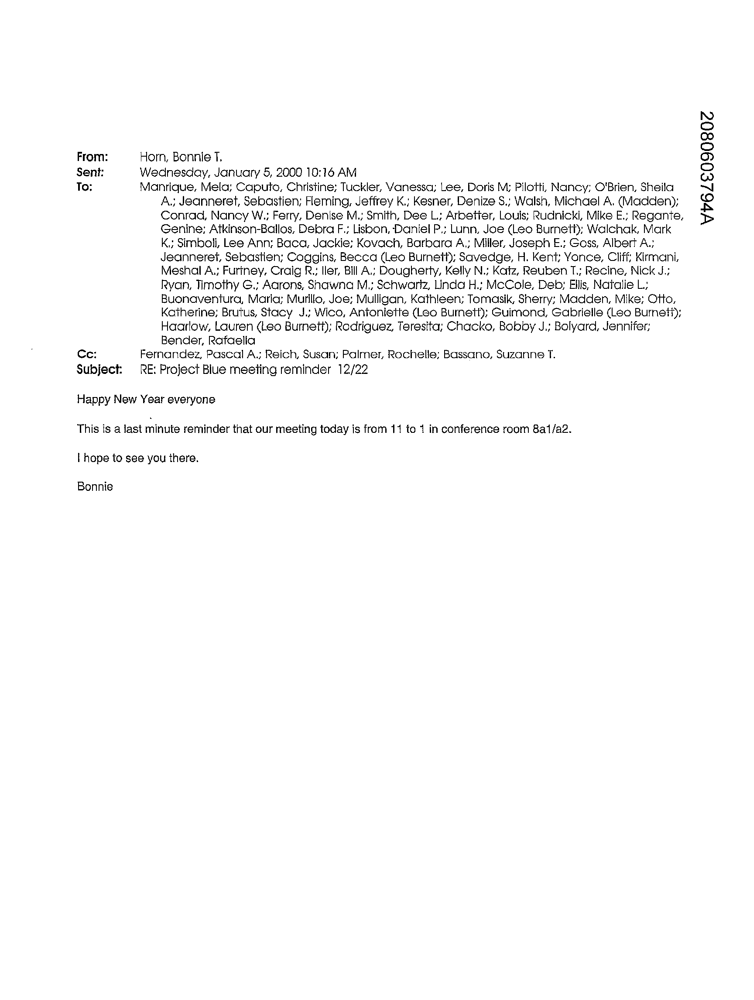 From: Horn, Bonnie T.
Sent: Wednesday, January 5, 2000 10:16 AM
To: Manrique, Mela; Caputo, Christine; Tuckler, Vanessa; Lee, Doris M; Pilotti, Nancy; O'Brien, Sheila
A.; Jeanneret, Sebastien; Fleming, Jeffrey K.; Kesner, Denize S.; Walsh, Michael A. (Madden);
Conrad, Nancy W.; Ferry, Denise M.; Smith, Dee L.; Arbetter, Louis; Rudnicki, Mike E.; Regante,
Genine; Atkinson-Ballos, Debra F.; Lisbon, Daniel P.; Lunn, Joe (Leo Burnett); Walchak, Mark
K.; Simboli, Lee Ann; Baca, Jackie; Kovach, Barbara A.; Miller, Joseph E.; Goss, Albert A.;
Jeanneret, Sebastien; Coggins, Becca (Leo Burnett); Savedge, H. Kent; Yonce, Cliff; Kirmani,
Meshal A.; Furtney, Craig R.; Iler, Bill A.; Dougherty, Kelly N.; Katz, Reuben T.; Recine, Nick J.;
Ryan, Timothy G.; Aarons, Shawna M.; Schwartz, Linda H.; McCole, Deb; Ellis, Natalie L.;
Buonaventura, Maria; Murillo, Joe; Mulligan, Kathleen; Tomasik, Sherry; Madden, Mike; Otto,
Katherine; Brutus, Stacy J.; Wico, Antoniette (Leo Burnett); Guimond, Gabrielle (Leo Burnett);
Haarlow, Lauren (Leo Burnett); Rodriguez, Teresita; Chacko, Bobby J.; Bolyard, Jennifer;
Bender, Rafaella
Cc: Fernandez, Pascal A.; Reich, Susan; Palmer, Rochelle; Bassano, Suzanne T.
Subject: RE: Project Blue meeting reminder 12/22
Happy New Year everyone
This is a last minute reminder that our meeting today is from 11 to 1 in conference room 8a1/a2.
I hope to see you there.
Bonnie
2080603794A